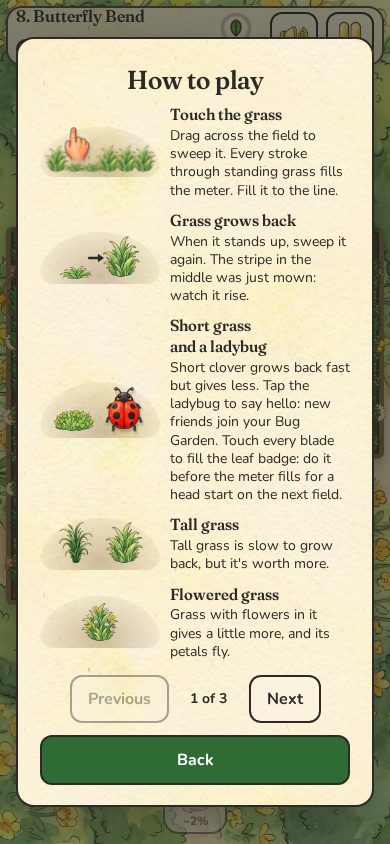 8. Butterfly Bend
How to play
Touch the grass
Drag across the field to
sweep it. Every stroke
through standing grass fills
the meter. Fill it to the line.
Grass grows back
When it stands up, sweep it
again. The stripe in the
middle was just mown:
watch it rise.
Short grass
and a ladybug
Short clover grows back fast
but gives less. Tap the
ladybug to say hello: new
friends join your Bug
Garden. Touch every blade
to fill the leaf badge: do it
before the meter fills for a
head start on the next field.
Tall grass
Tall grass is slow to grow
back, but it's worth more.
Flowered grass
Grass with flowers in it
gives a little more, and its
petals fly.
Previous
1 of 3
Next
Back
~2%